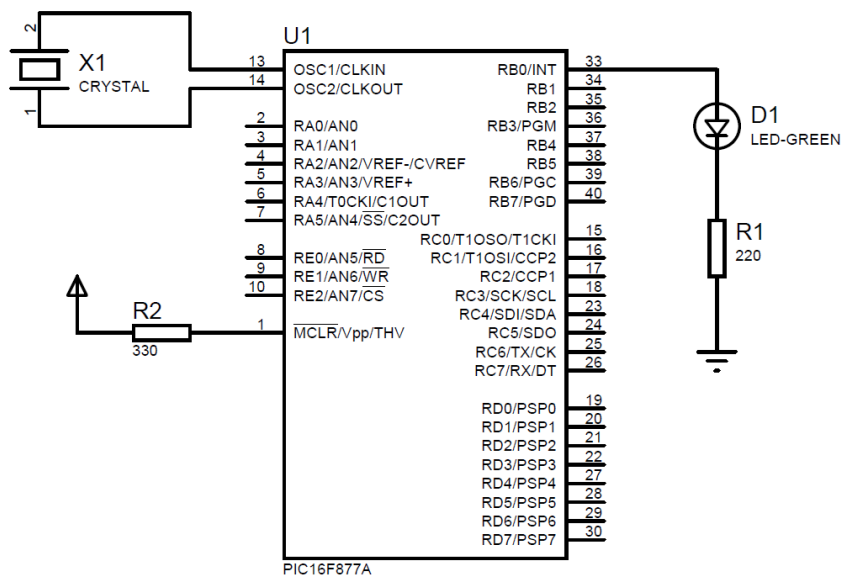 2
X1
CRYSTAL
1
U1
13 OSC1/CLKIN
14 OSC2/CLKOUT
2 RA0/AN0
3 RA1/AN1
4 RA2/AN2/VREF-/CVREF
5 RA3/AN3/VREF+
6 RA4/T0CKI/C1OUT
7 RA5/AN4/SS/C2OUT
8 RE0/AN5/RD
9 RE1/AN6/WR
10 RE2/AN7/CS
1 MCLR/Vpp/THV
R2
330
RB0/INT 33
RB1 34
RB2 35
RB3/PGM 36
RB4 37
RB5 38
RB6/PGC 39
RB7/PGD 40
RC0/T1OSO/T1CKI 15
RC1/T1OSI/CCP2 16
RC2/CCP1 17
RC3/SCK/SCL 18
RC4/SDI/SDA 23
RC5/SDO 24
RC6/TX/CK 25
RC7/RX/DT 26
RD0/PSP0 19
RD1/PSP1 20
RD2/PSP2 21
RD3/PSP3 22
RD4/PSP4 27
RD5/PSP5 28
RD6/PSP6 29
RD7/PSP7 30
PIC16F877A
D1
LED-GREEN
R1
220